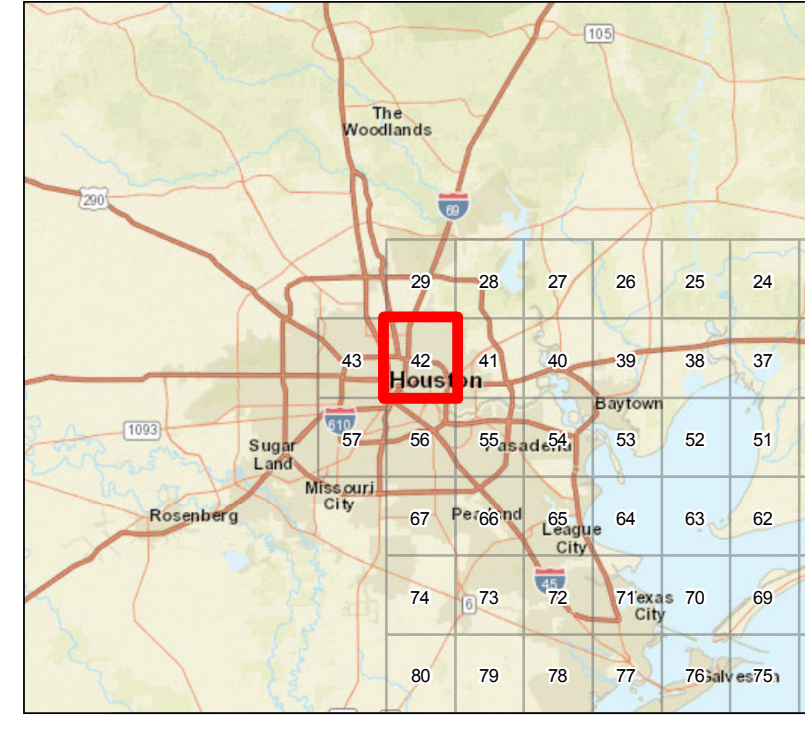 105
The
Woodlands
290
69
29 28 27 26 25 24
43 42 41 40 39 38 37
Houston
Baytown
1093
610
57 56 55 54 53 52 51
Pasadena
Sugar
Land
Missouri
City
Rosenberg
67 66 65 64 63 62
Pearland
League
City
45
74 6 73 72 71 70 69
Texas
City
80 79 78 77 76 75
Galveston